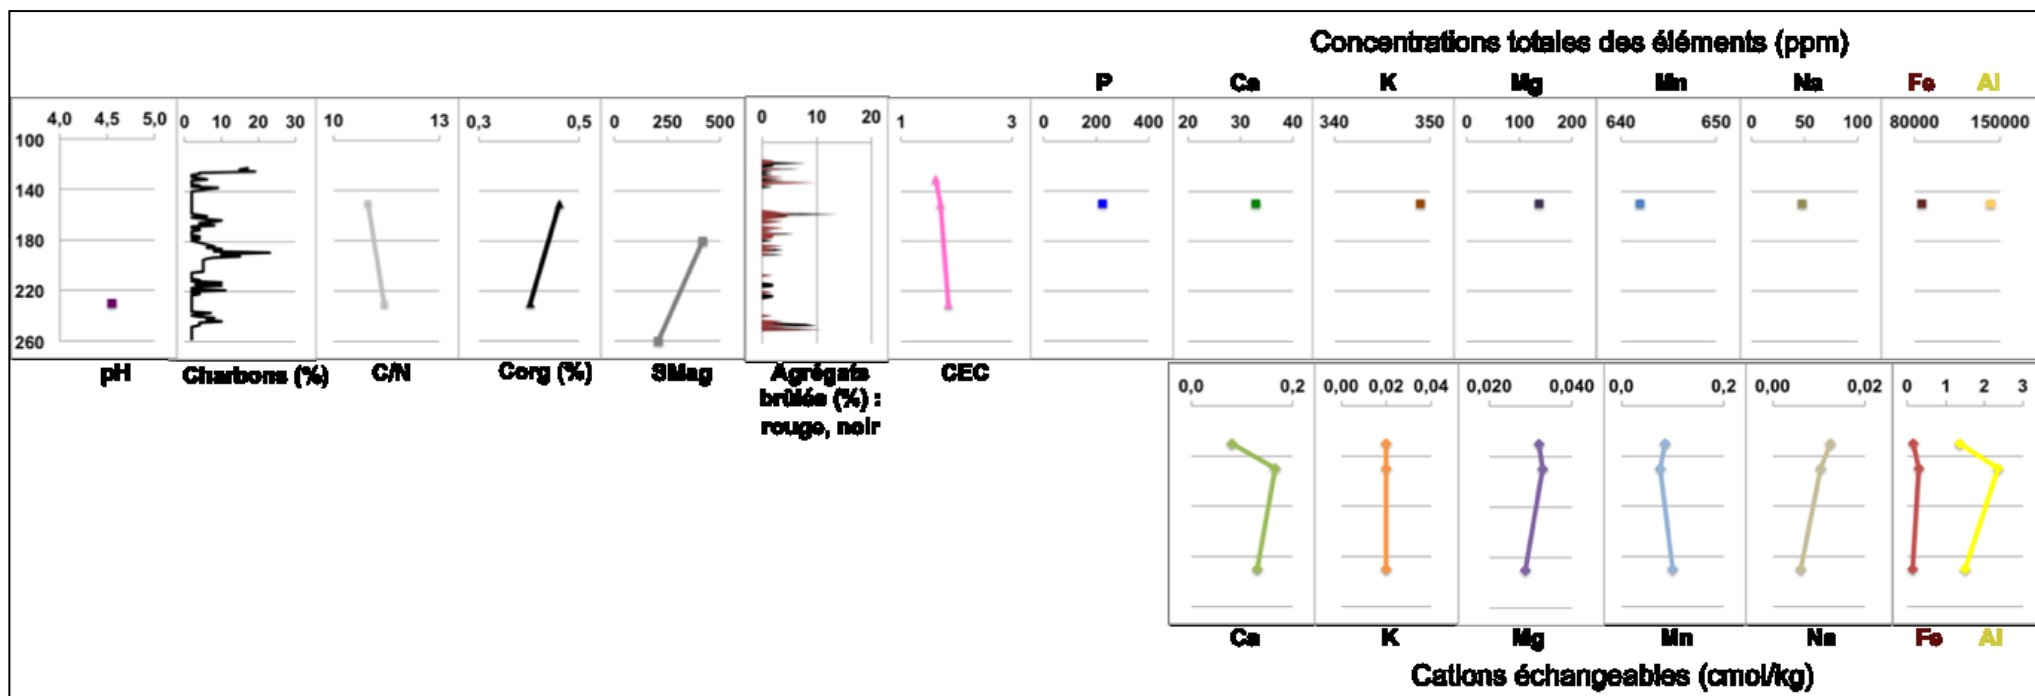 Concentrations totales des éléments (ppm)
P Ca K Mg Mn Na Fe Al
4,0 4,5 5,0 0 10 20 30 10 13 0,3 0,5 0 250 500 0 10 20 1 3 0 200 400 20 30 40 340 350 0 100 200 640 650 0 50 100 80000 150000
100
140
180
220
260
pH Charbons (%) C/N Corg (%) SMag Agrégats CEC
brûlés (%) :
rouge, noir
0,0 0,2 0,00 0,02 0,04 0,020 0,040 0,0 0,2 0,00 0,02 0 1 2 3
Ca K Mg Mn Na Fe Al
Cations échangeables (cmol/kg)